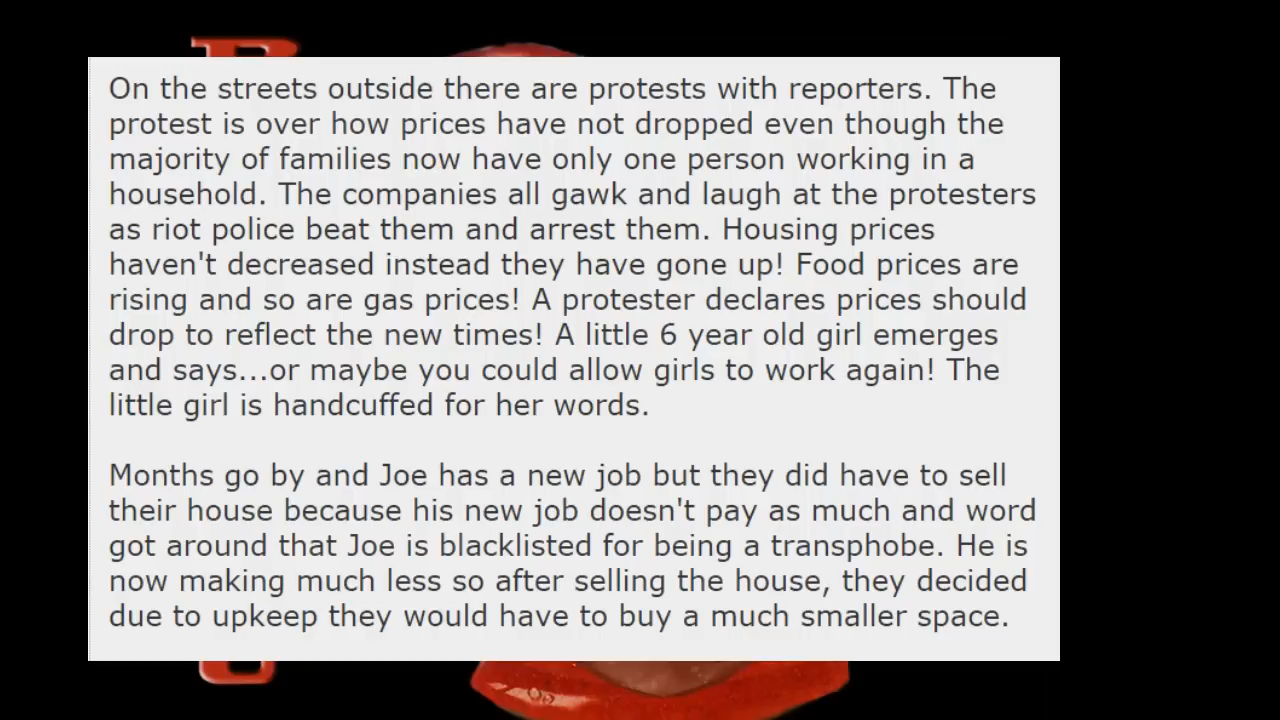 On the streets outside there are protests with reporters. The
protest is over how prices have not dropped even though the
majority of families now have only one person working in a
household. The companies all gawk and laugh at the protesters
as riot police beat them and arrest them. Housing prices
haven't decreased instead they have gone up! Food prices are
rising and so are gas prices! A protester declares prices should
drop to reflect the new times! A little 6 year old girl emerges
and says...or maybe you could allow girls to work again! The
little girl is handcuffed for her words.
Months go by and Joe has a new job but they did have to sell
their house because his new job doesn't pay as much and word
got around that Joe is blacklisted for being a transphobe. He is
now making much less so after selling the house, they decided
due to upkeep they would have to buy a much smaller space.